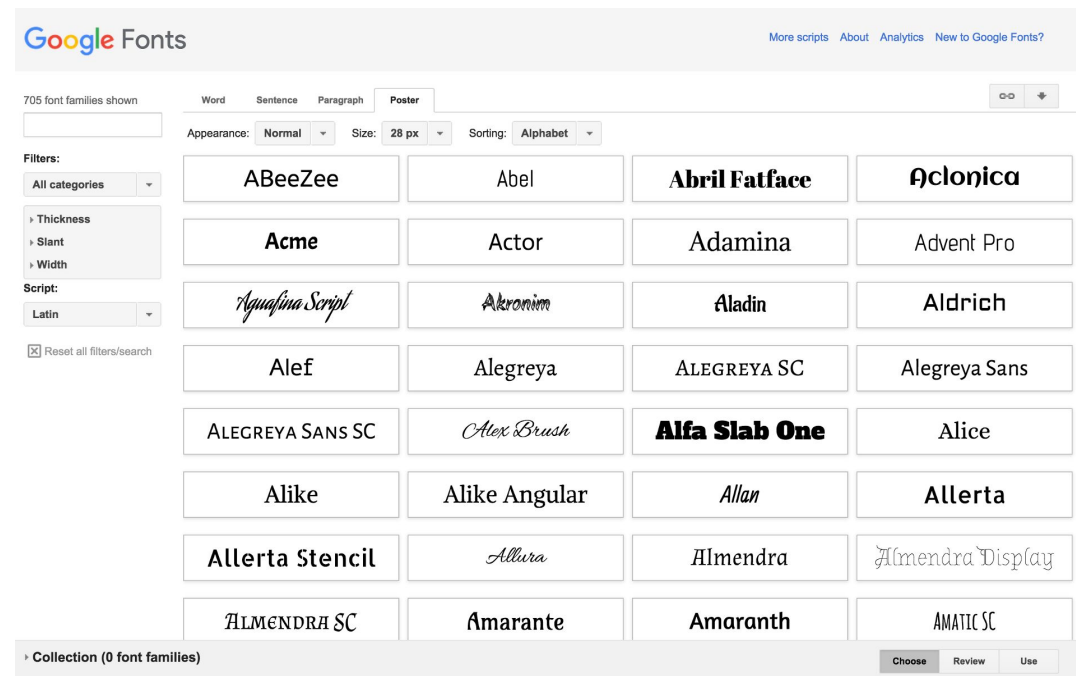 Google Fonts
More scripts About Analytics New to Google Fonts?
705 font families shown
Word Sentence Paragraph Poster
Appearance: Normal Size: 28 px Sorting: Alphabet
Filters:
All categories
Thickness
Slant
Width
Script:
Latin
Reset all filters/search
ABeeZee Abel Abril Fatface Aclonica
Acme Actor Adamina Advent Pro
Aguafina Script Akronim Aladin Aldrich
Alef Alegreya ALEGREYA SC Alegreya Sans
ALEGREYA SANS SC Alex Brush Alfa Slab One Alice
Alike Alike Angular Allan Allerta
Allerta Stencil Allura Almendra Almendra Display
ALMENDRA SC Amarante Amaranth AMATIC SC
Collection (0 font families)
Choose Review Use